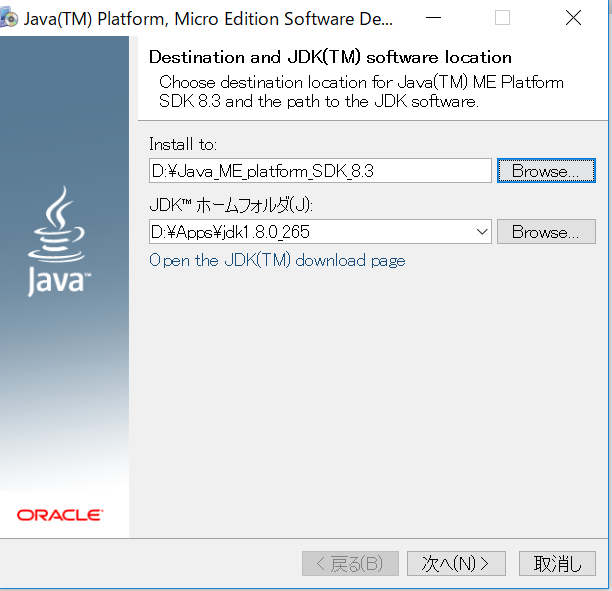 Java(TM) Platform, Micro Edition Software De...
Destination and JDK(TM) software location
Choose destination location for Java(TM) ME Platform
SDK 8.3 and the path to the JDK software.
Install to:
D:¥Java_ME_platform_SDK_8.3
Browse...
JDK™ ホームフォルダ(J):
D:¥Apps¥jdk1.8.0_265
Browse...
Open the JDK(TM) download page
Java™
ORACLE®
< 戻る(B)
次へ(N) >
取消し